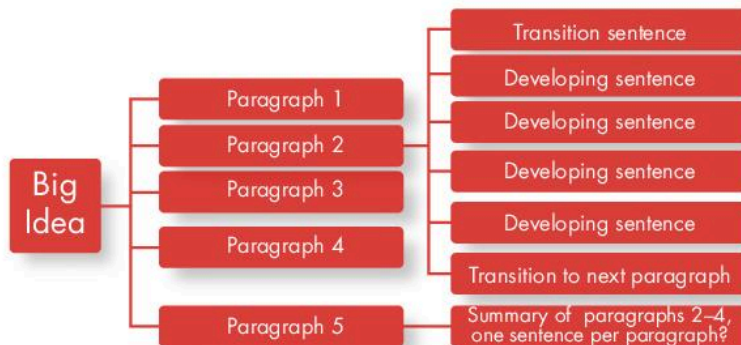 Big
Idea
Paragraph 1
Paragraph 2
Paragraph 3
Paragraph 4
Paragraph 5
Transition sentence
Developing sentence
Developing sentence
Developing sentence
Developing sentence
Transition to next paragraph
Summary of paragraphs 2–4,
one sentence per paragraph?